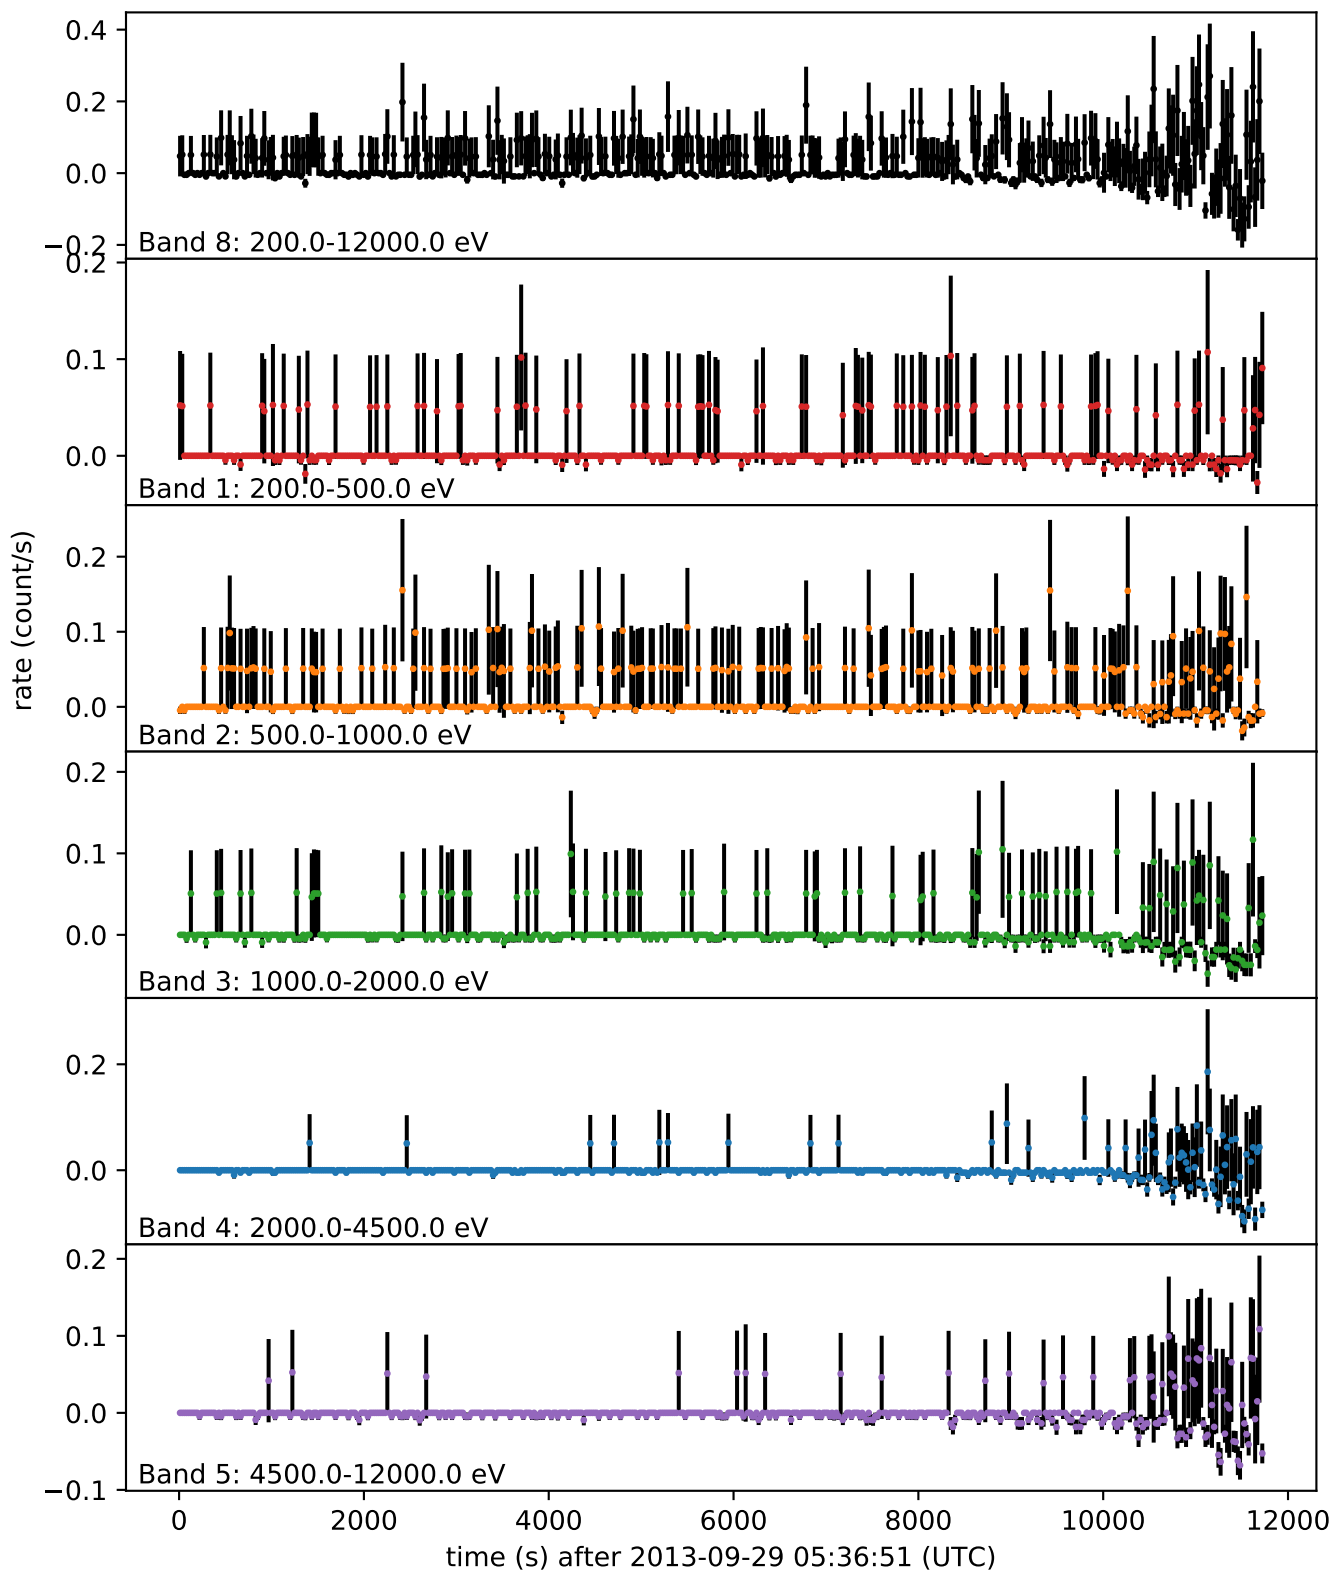 0.4
0.2
0.0
−0.2
Band 8: 200.0-12000.0 eV
0.2
0.1
0.0
Band 1: 200.0-500.0 eV
0.2
0.1
0.0
Band 2: 500.0-1000.0 eV
rate (count/s)
0.2
0.1
0.0
Band 3: 1000.0-2000.0 eV
0.2
0.0
Band 4: 2000.0-4500.0 eV
0.2
0.1
0.0
−0.1
Band 5: 4500.0-12000.0 eV
0 2000 4000 6000 8000 10000 12000
time (s) after 2013-09-29 05:36:51 (UTC)